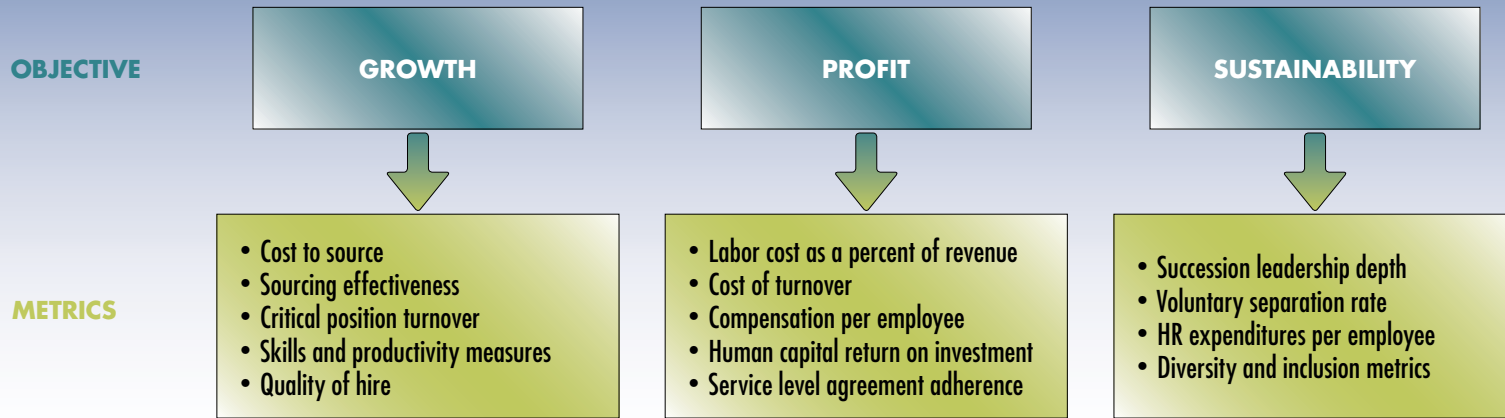 OBJECTIVE
GROWTH
PROFIT
SUSTAINABILITY
METRICS
• Cost to source
• Sourcing effectiveness
• Critical position turnover
• Skills and productivity measures
• Quality of hire
• Labor cost as a percent of revenue
• Cost of turnover
• Compensation per employee
• Human capital return on investment
• Service level agreement adherence
• Succession leadership depth
• Voluntary separation rate
• HR expenditures per employee
• Diversity and inclusion metrics